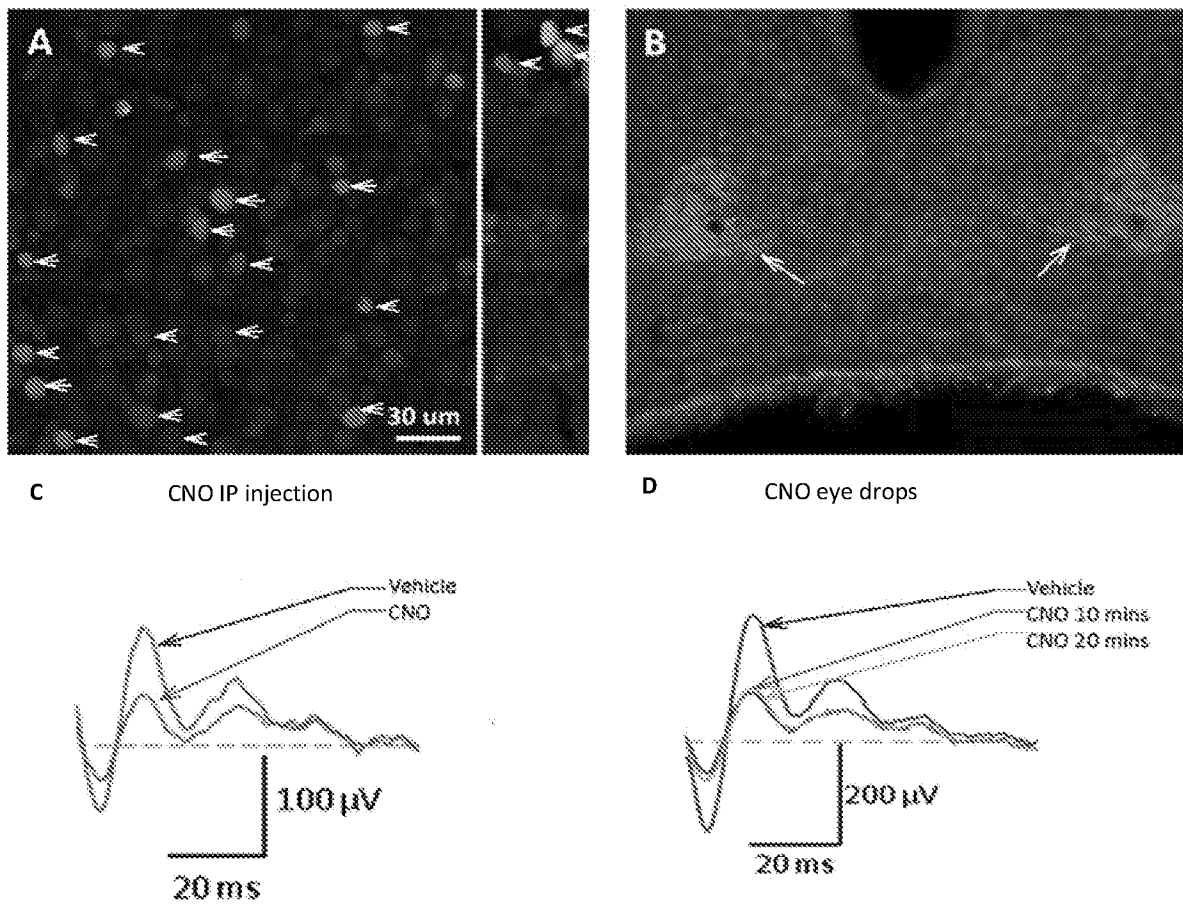 A
B
30 um
C
CNO IP injection
D
CNO eye drops
Vehicle
CNO
100 µV
20 ms
Vehicle
CNO 10 mins
CNO 20 mins
200 µV
20 ms